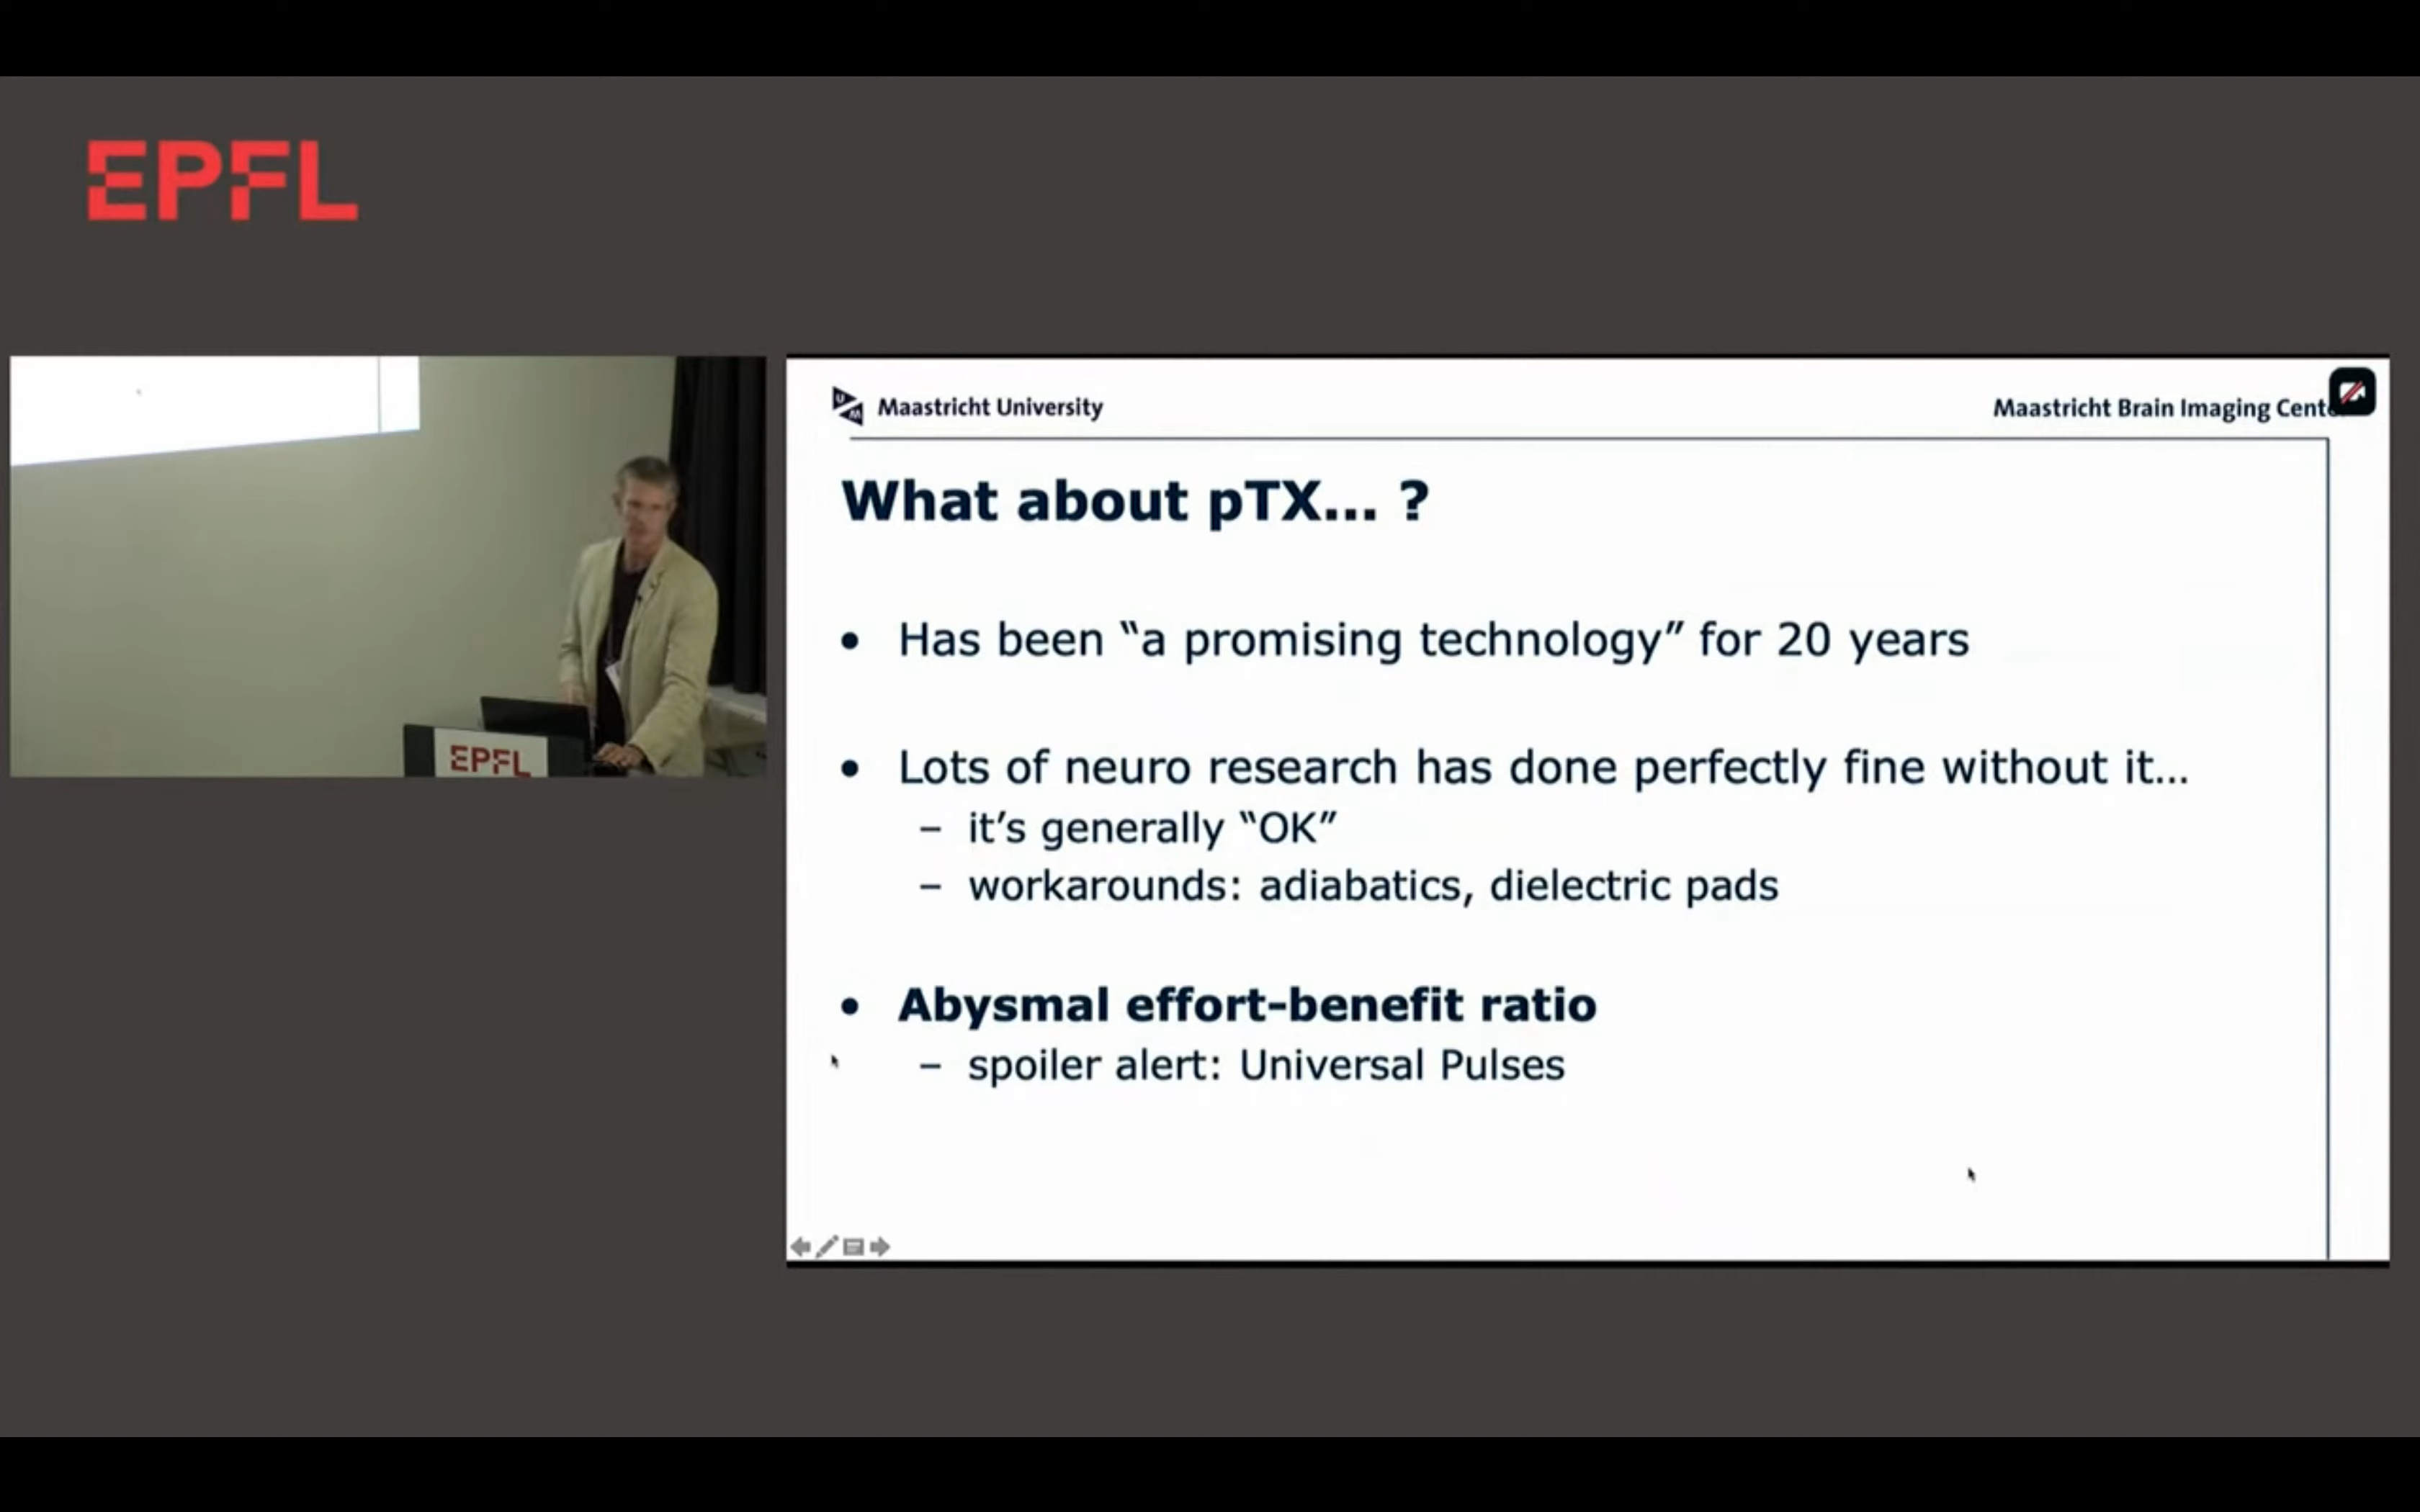 EPFL
EPFL
Maastricht University
Maastricht Brain Imaging Cent
What about pTX... ?
• Has been “a promising technology” for 20 years
• Lots of neuro research has done perfectly fine without it...
– it’s generally “OK”
– workarounds: adiabatics, dielectric pads
• Abysmal effort-benefit ratio
– spoiler alert: Universal Pulses